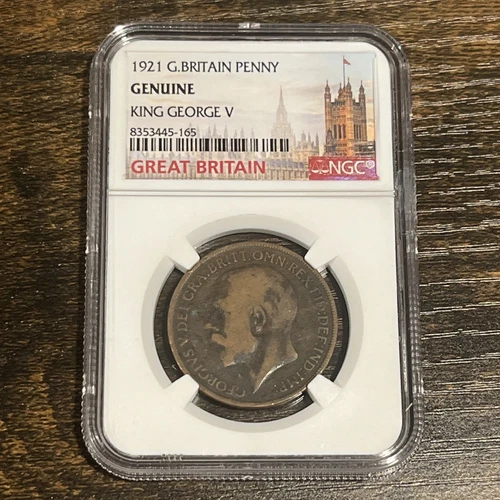 1921 G.BRITAIN PENNY
GENUINE
KING GEORGE V
8353445-165
GREAT BRITAIN
NGC
GEORGIVS V DEI GRA:BRITT:OMN:REX FID:DEF:IND:IMP: